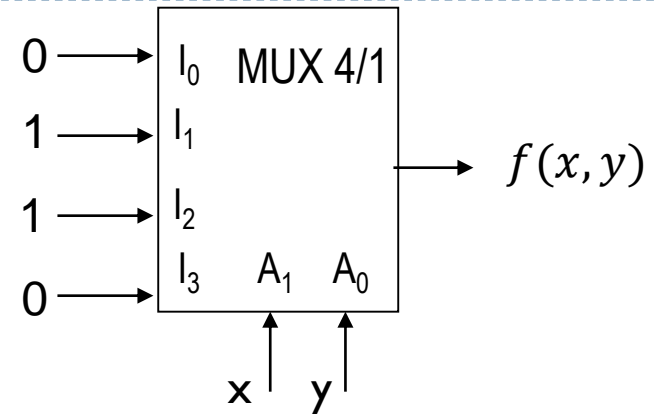 0 I₀ MUX 4/1
1 I₁
f(x, y)
1 I₂
0 I₃ A₁ A₀
x y